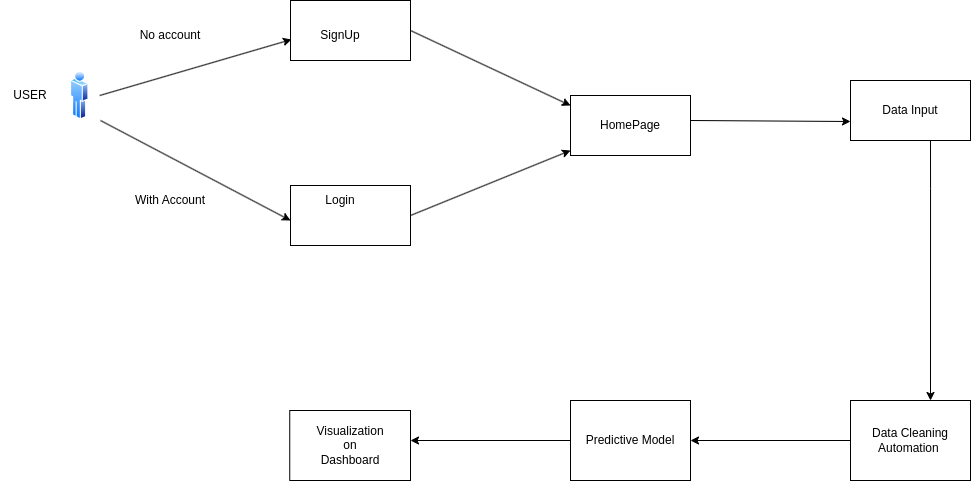 No account
SignUp
USER
HomePage
Data Input
With Account
Login
Visualization
on
Dashboard
Predictive Model
Data Cleaning
Automation